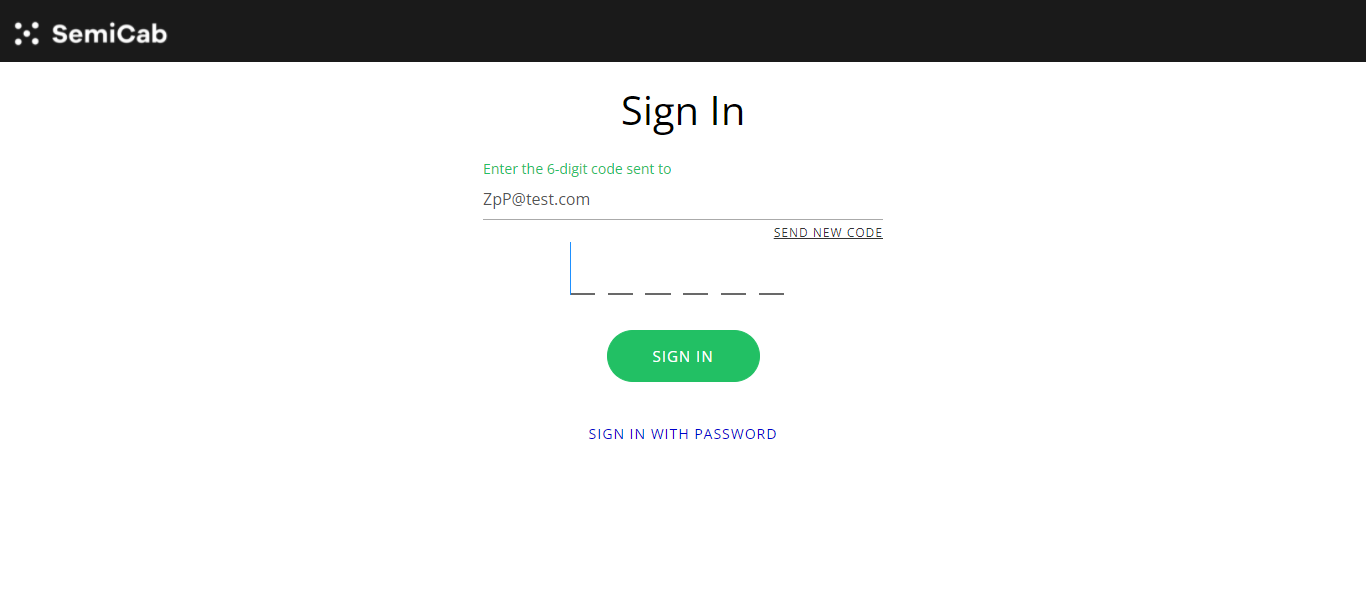 SemiCab
Sign In
Enter the 6-digit code sent to
ZpP@test.com
SEND NEW CODE
SIGN IN
SIGN IN WITH PASSWORD